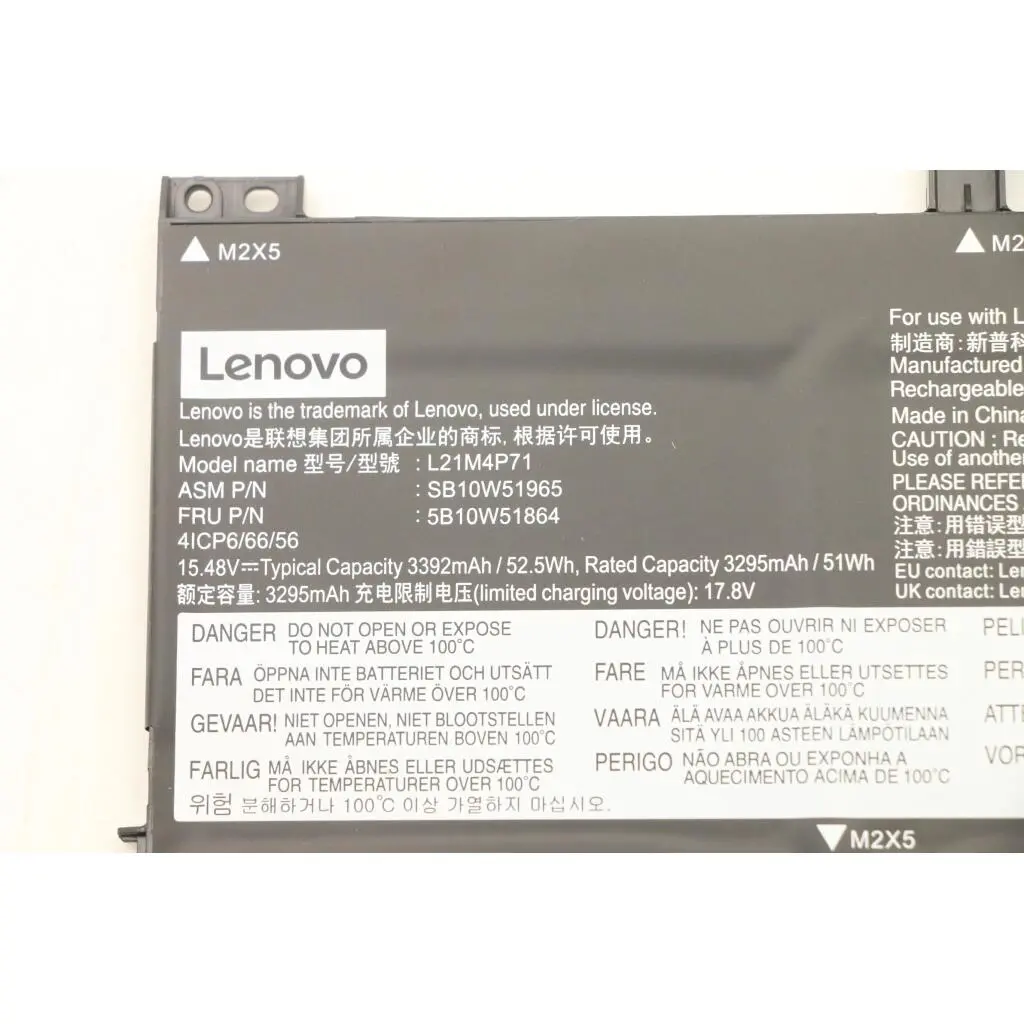 M2X5
M2
Lenovo
Lenovo is the trademark of Lenovo, used under license.
Lenovo是联想集团所属企业的商标, 根据许可使用。
Model name 型号/型號 : L21M4P71
ASM P/N : SB10W51965
FRU P/N : 5B10W51864
4ICP6/66/56
15.48V⎓Typical Capacity 3392mAh / 52.5Wh, Rated Capacity 3295mAh / 51Wh
额定容量: 3295mAh 充电限制电压(limited charging voltage): 17.8V
For use with L
制造商: 新普科
Manufactured
Rechargeable
Made in China
CAUTION : Re
Use of another
PLEASE REFE
ORDINANCES
注意: 用错误型
注意: 用錯誤型
EU contact: Len
UK contact: Len
DANGER DO NOT OPEN OR EXPOSE
TO HEAT ABOVE 100°C
FARA ÖPPNA INTE BATTERIET OCH UTSÄTT
DET INTE FÖR VÄRME ÖVER 100°C
GEVAAR! NIET OPENEN, NIET BLOOTSTELLEN
AAN TEMPERATUREN BOVEN 100°C
FARLIG MÅ IKKE ÅBNES ELLER UDSÆTTES
FOR TEMPERATURER OVER 100°C
위험 분해하거나 100°C 이상 가열하지 마십시오.
DANGER! NE PAS OUVRIR NI EXPOSER
À PLUS DE 100°C
FARE MÅ IKKE ÅPNES ELLER UTSETTES
FOR VARME OVER 100°C
VAARA ÄLÄ AVAA AKKUA ÄLÄKÄ KUUMENNA
SITÄ YLI 100 ASTEEN LÄMPÖTILAAN
PERIGO NÃO ABRA OU EXPONHA A
AQUECIMENTO ACIMA DE 100°C
PELI
PER
ATTE
VOR
M2X5